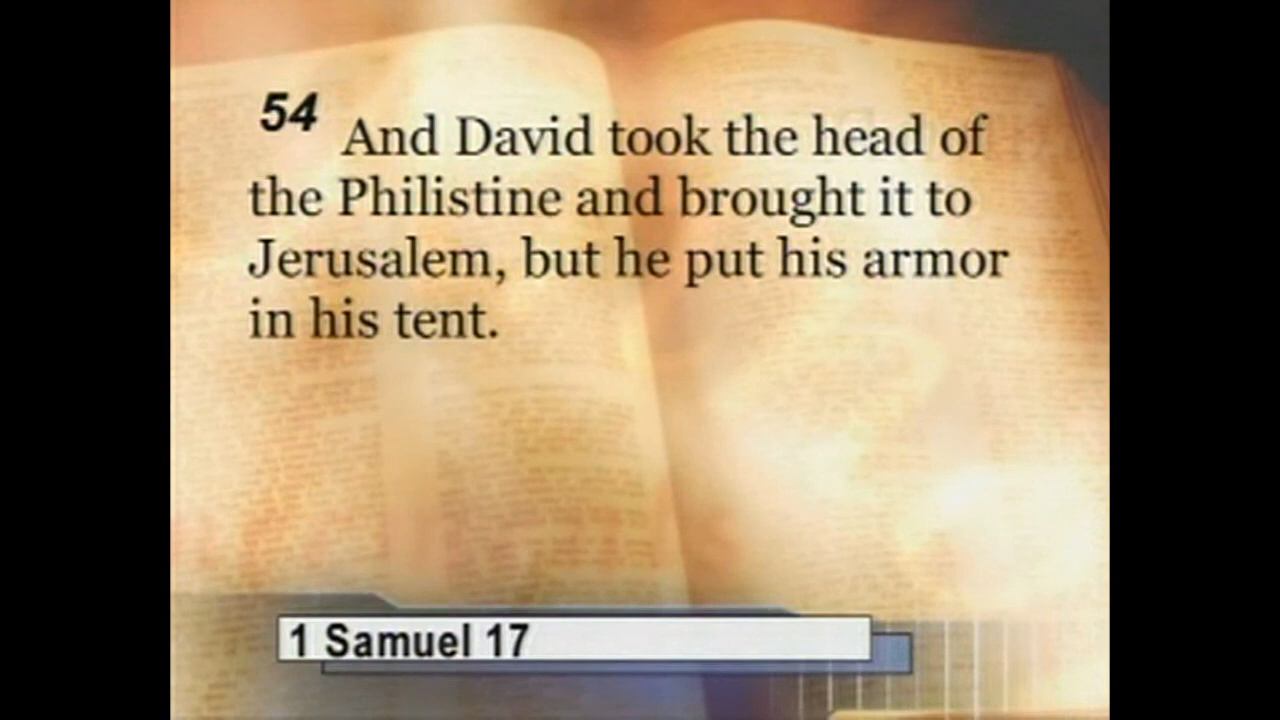 54 And David took the head of
the Philistine and brought it to
Jerusalem, but he put his armor
in his tent.
1 Samuel 17